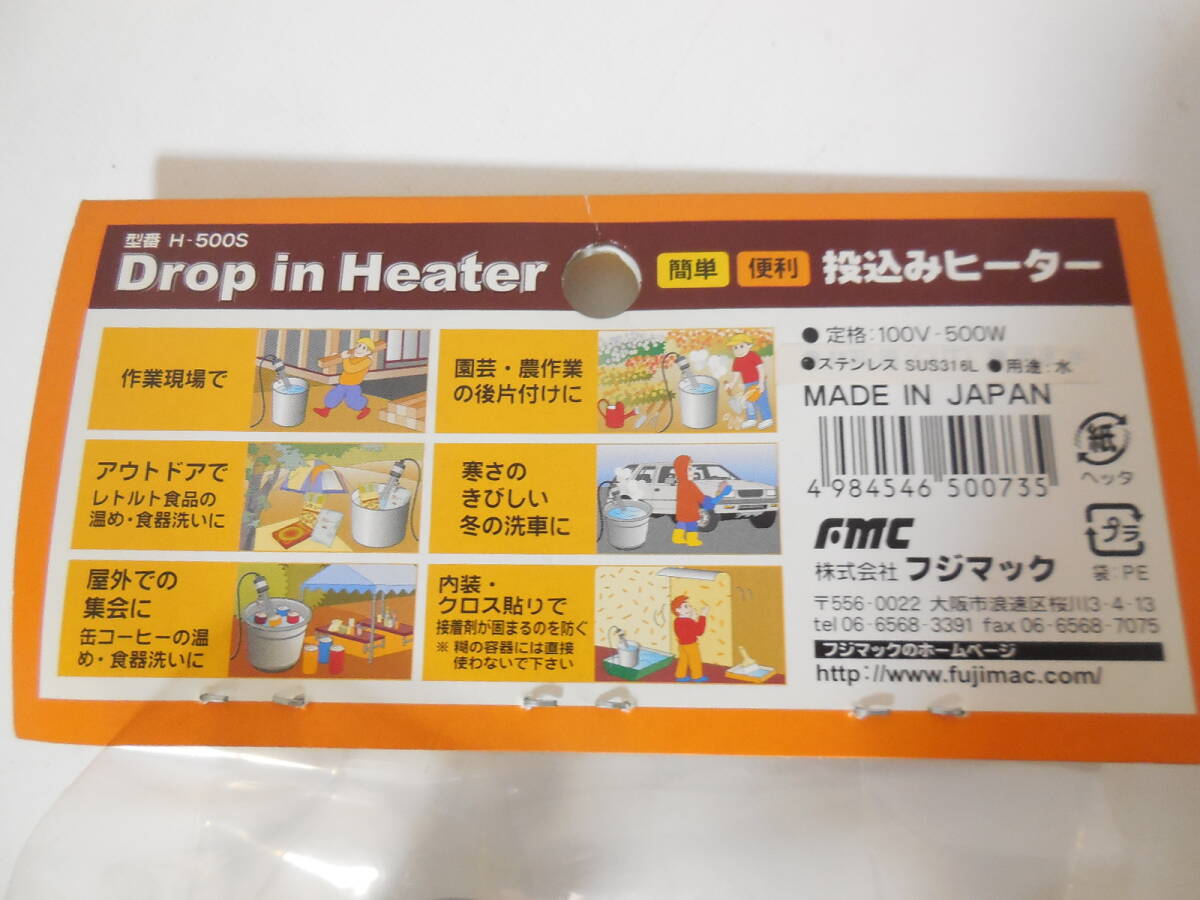 型番 H-500S
Drop in Heater
簡単 便利 投込みヒーター
作業現場で
園芸・農作業
の後片付けに
アウトドアで
レトルト食品の
温め・食器洗いに
寒さの
きびしい
冬の洗車に
屋外での
集会に
缶コーヒーの温
め・食器洗いに
内装・
クロス貼りで
接着剤が固まるのを防ぐ
※ 糊の容器には直接
使わないで下さい
●定格:100V-500W
●ステンレス SUS316L ●用途:水
MADE IN JAPAN
4 984546 500735
紙
ヘッダ
プラ
袋:PE
FMC
株式会社 フジマック
〒556-0022 大阪市浪速区桜川3-4-13
tel 06-6568-3391 fax 06-6568-7075
フジマックのホームページ
http://www.fujimac.com/